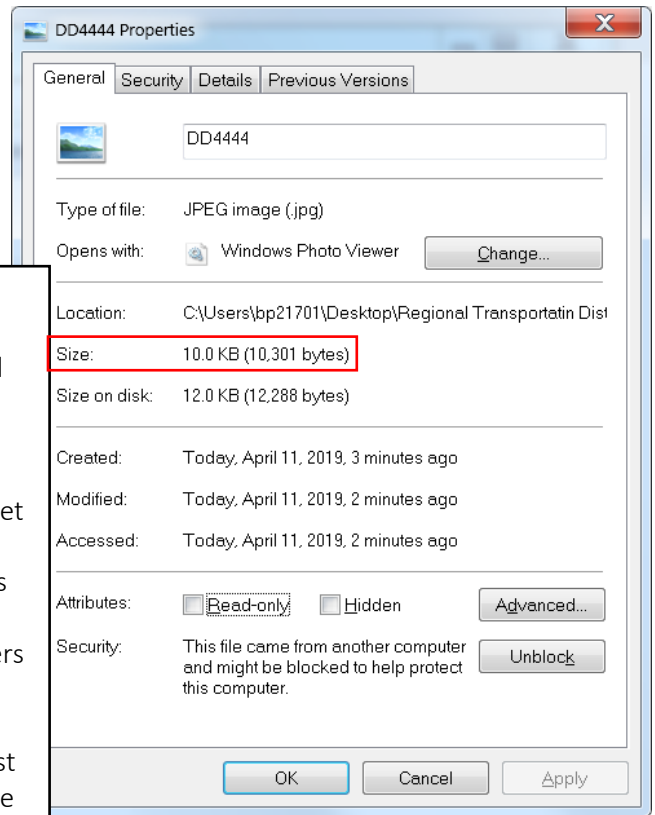 DD4444 Properties
General Security Details Previous Versions
DD4444
Type of file: JPEG image (.jpg)
Opens with: Windows Photo Viewer Change...
Location: C:\Users\bp21701\Desktop\Regional Transportatin Dist
Size: 10.0 KB (10,301 bytes)
Size on disk: 12.0 KB (12,288 bytes)
Created: Today, April 11, 2019, 3 minutes ago
Modified: Today, April 11, 2019, 2 minutes ago
Accessed: Today, April 11, 2019, 2 minutes ago
Attributes: Read-only Hidden Advanced...
Security: This file came from another computer
and might be blocked to help protect
this computer.
Unblock
OK Cancel Apply